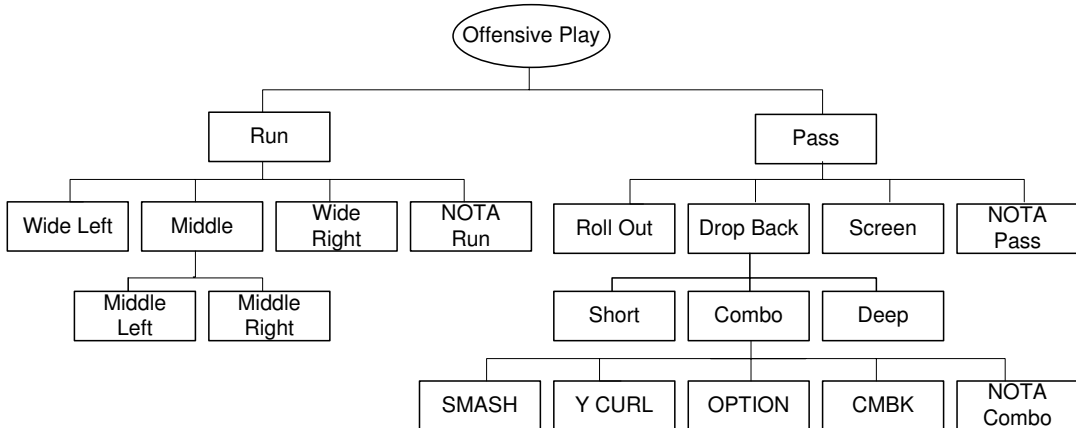 Offensive Play
Run
Pass
Wide Left
Middle
Wide
Right
NOTA
Run
Roll Out
Drop Back
Screen
NOTA
Pass
Middle
Left
Middle
Right
Short
Combo
Deep
SMASH
Y CURL
OPTION
CMBK
NOTA
Combo